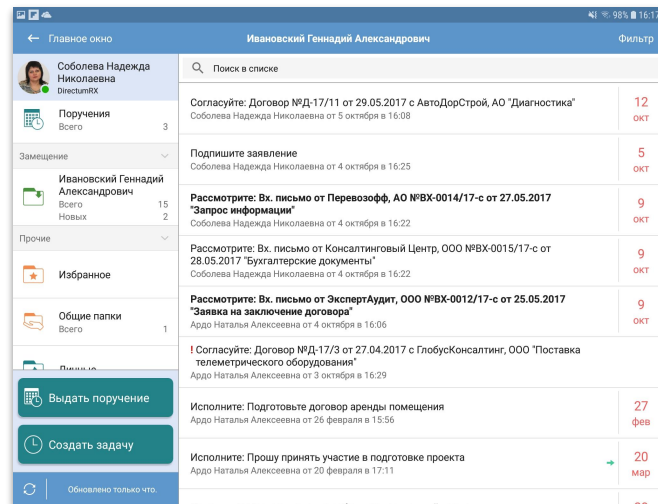 98% 16:17
Главное окно
Ивановский Геннадий Александрович
Фильтр
Соболева Надежда
Николаевна
DirectumRX
Поручения
Всего 3
Замещение
Ивановский Геннадий
Александрович
Всего 15
Новых 2
Прочие
Избранное
Общие папки
Всего 1
Выдать поручение
Создать задачу
Обновлено только что.
Поиск в списке
Согласуйте: Договор №Д-17/11 от 29.05.2017 с АвтоДорСтрой, АО "Диагностика"
Соболева Надежда Николаевна от 5 октября в 16:08
12
окт
Подпишите заявление
Соболева Надежда Николаевна от 4 октября в 16:25
5
окт
Рассмотрите: Вх. письмо от Перевозофф, АО №ВХ-0014/17-с от 27.05.2017
"Запрос информации"
Соболева Надежда Николаевна от 4 октября в 16:22
9
окт
Рассмотрите: Вх. письмо от Консалтинговый Центр, ООО №ВХ-0015/17-с от
28.05.2017 "Бухгалтерские документы"
Соболева Надежда Николаевна от 4 октября в 16:22
9
окт
Рассмотрите: Вх. письмо от ЭкспертАудит, ООО №ВХ-0012/17-с от 25.05.2017
"Заявка на заключение договора"
Ардо Наталья Алексеевна от 4 октября в 16:06
9
окт
! Согласуйте: Договор №Д-17/3 от 27.04.2017 с ГлобусКонсалтинг, ООО "Поставка
телеметрического оборудования"
Ардо Наталья Алексеевна от 3 октября в 16:29
Исполните: Подготовьте договор аренды помещения
Ардо Наталья Алексеевна от 26 февраля в 15:56
27
фев
Исполните: Прошу принять участие в подготовке проекта
Ардо Наталья Алексеевна от 20 февраля в 17:11
20
мар